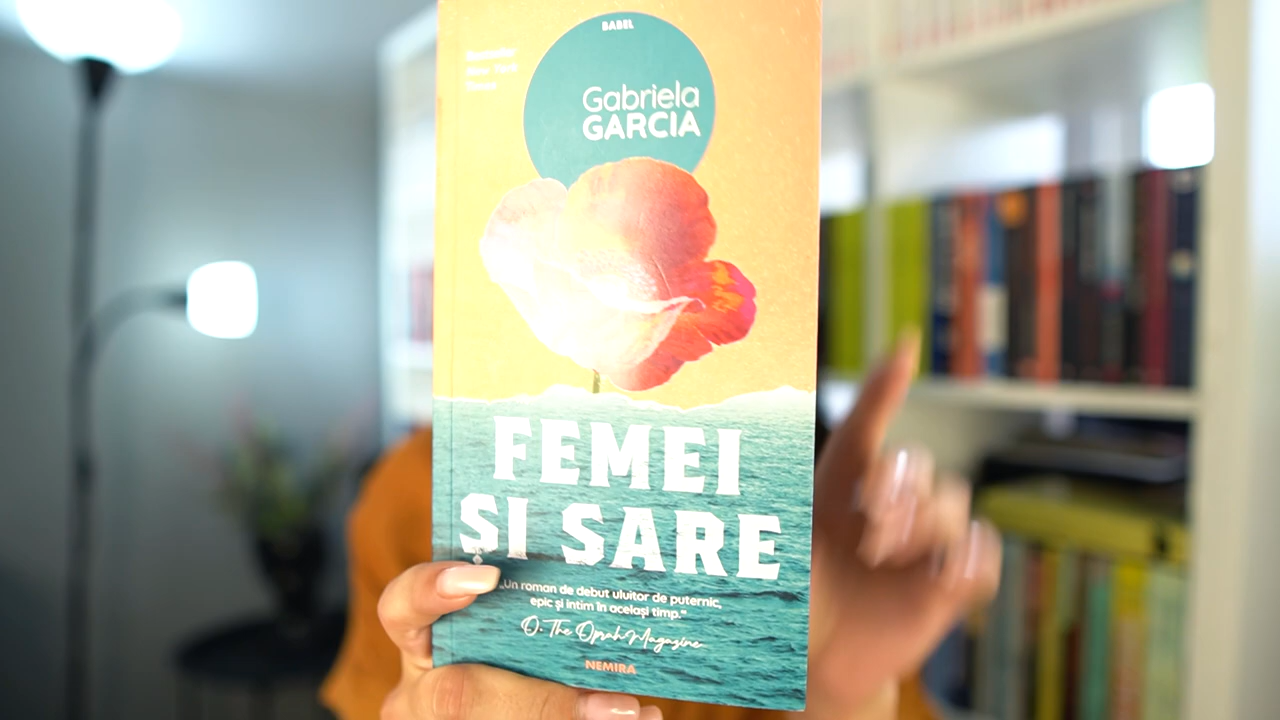 BABEL
Gabriela
GARCIA
FEMEI
ȘI SARE
„Un roman de debut uluitor de puternic,
epic și intim în același timp.”
O. The Oprah Magazine
NEMIRA